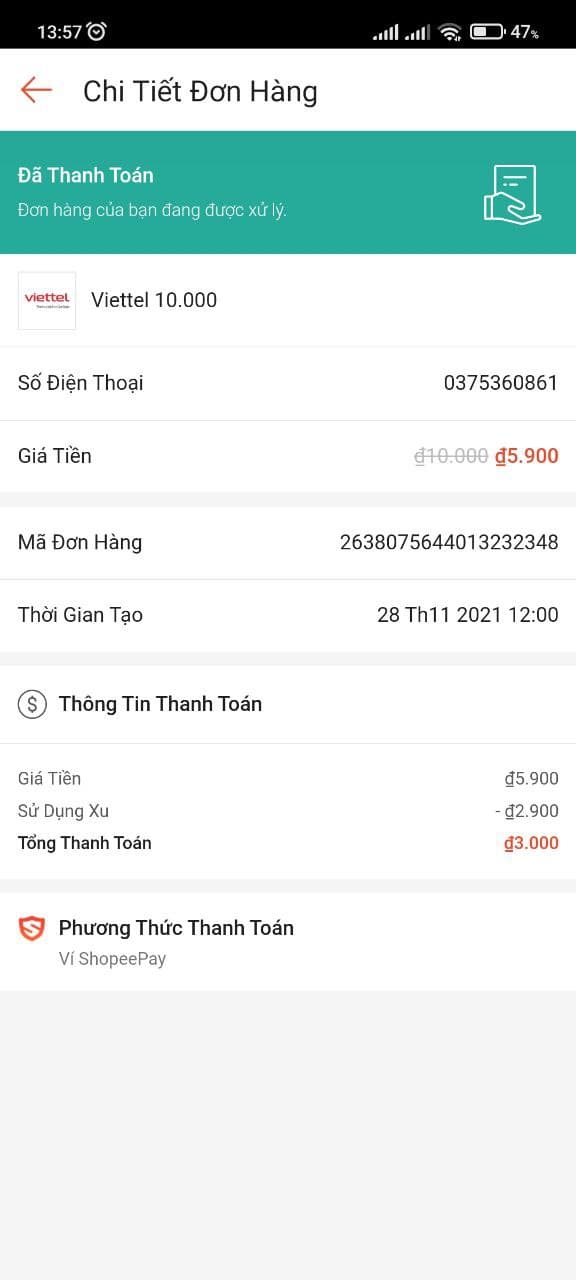 13:57
47%
Chi Tiết Đơn Hàng
Đã Thanh Toán
Đơn hàng của bạn đang được xử lý.
viettel
Viettel 10.000
Số Điện Thoại 0375360861
Giá Tiền ₫10.000 ₫5.900
Mã Đơn Hàng 2638075644013232348
Thời Gian Tạo 28 Th11 2021 12:00
$ Thông Tin Thanh Toán
Giá Tiền ₫5.900
Sử Dụng Xu - ₫2.900
Tổng Thanh Toán ₫3.000
Phương Thức Thanh Toán
Ví ShopeePay